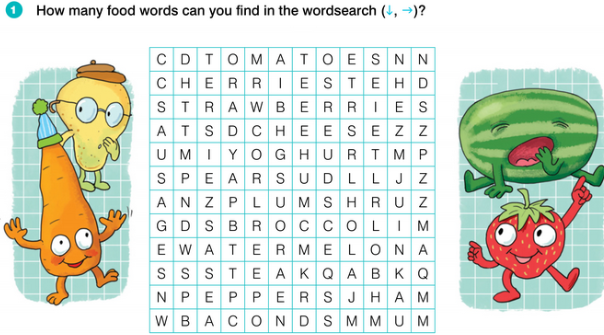 1 How many food words can you find in the wordsearch (↓, →)?
C D T O M A T O E S N N
C H E R R I E S T E H D
S T R A W B E R R I E S
A T S D C H E E S E Z Z
U M I Y O G H U R T M P
S P E A R S U D L L J Z
A N Z P L U M S H R U Z
G D S B R O C C O L I M
E W A T E R M E L O N A
S S S T E A K Q A B K Q
N P E P P E R S J H A M
W B A C O N D S M M U M